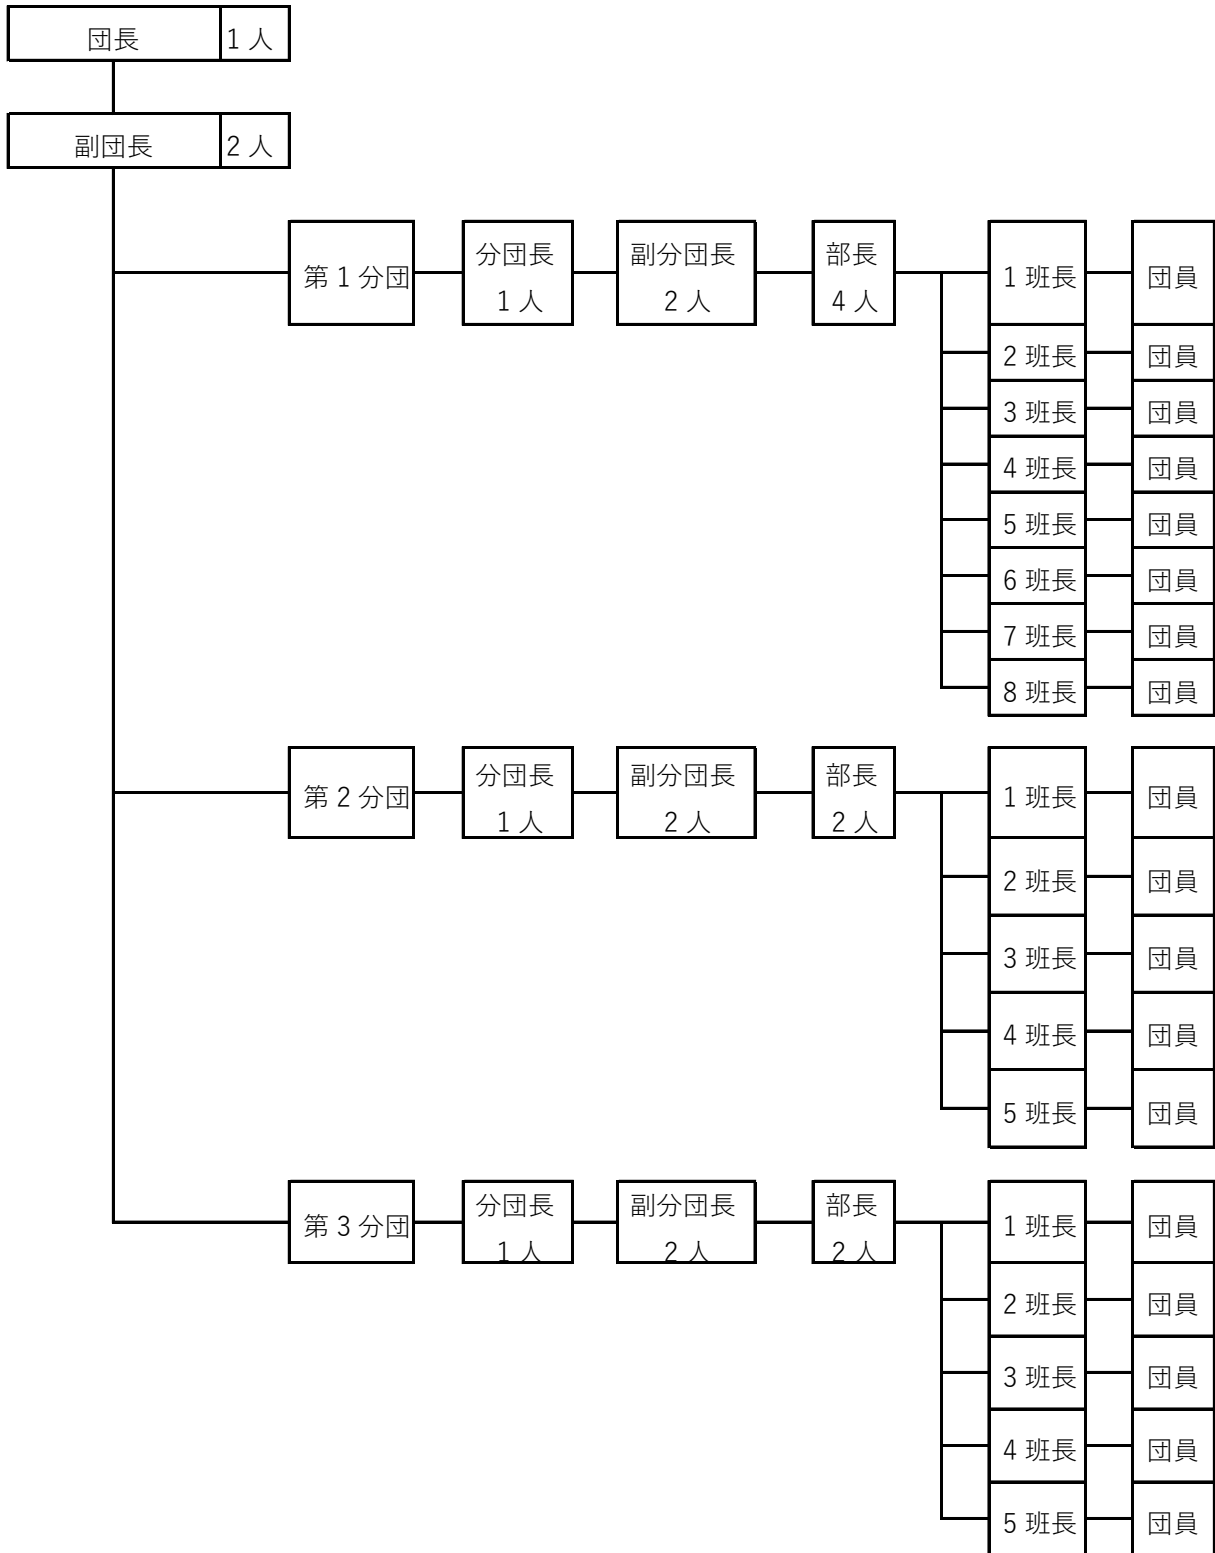 団長 1人
副団長 2人
第1分団 分団長 1人 副分団長 2人 部長 4人 1班長 団員
2班長 団員
3班長 団員
4班長 団員
5班長 団員
6班長 団員
7班長 団員
8班長 団員
第2分団 分団長 1人 副分団長 2人 部長 2人 1班長 団員
2班長 団員
3班長 団員
4班長 団員
5班長 団員
第3分団 分団長 1人 副分団長 2人 部長 2人 1班長 団員
2班長 団員
3班長 団員
4班長 団員
5班長 団員